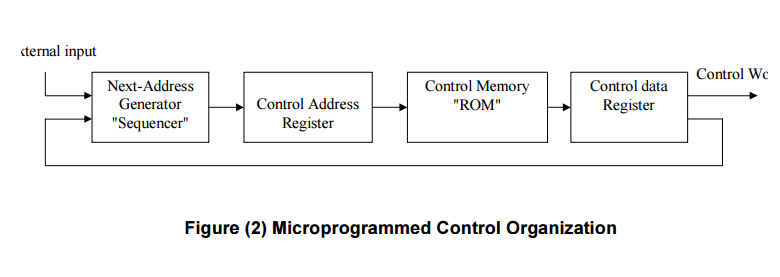 xternal input
Next-Address
Generator
"Sequencer"
Control Address
Register
Control Memory
"ROM"
Control data
Register
Control Wo
Figure (2) Microprogrammed Control Organization